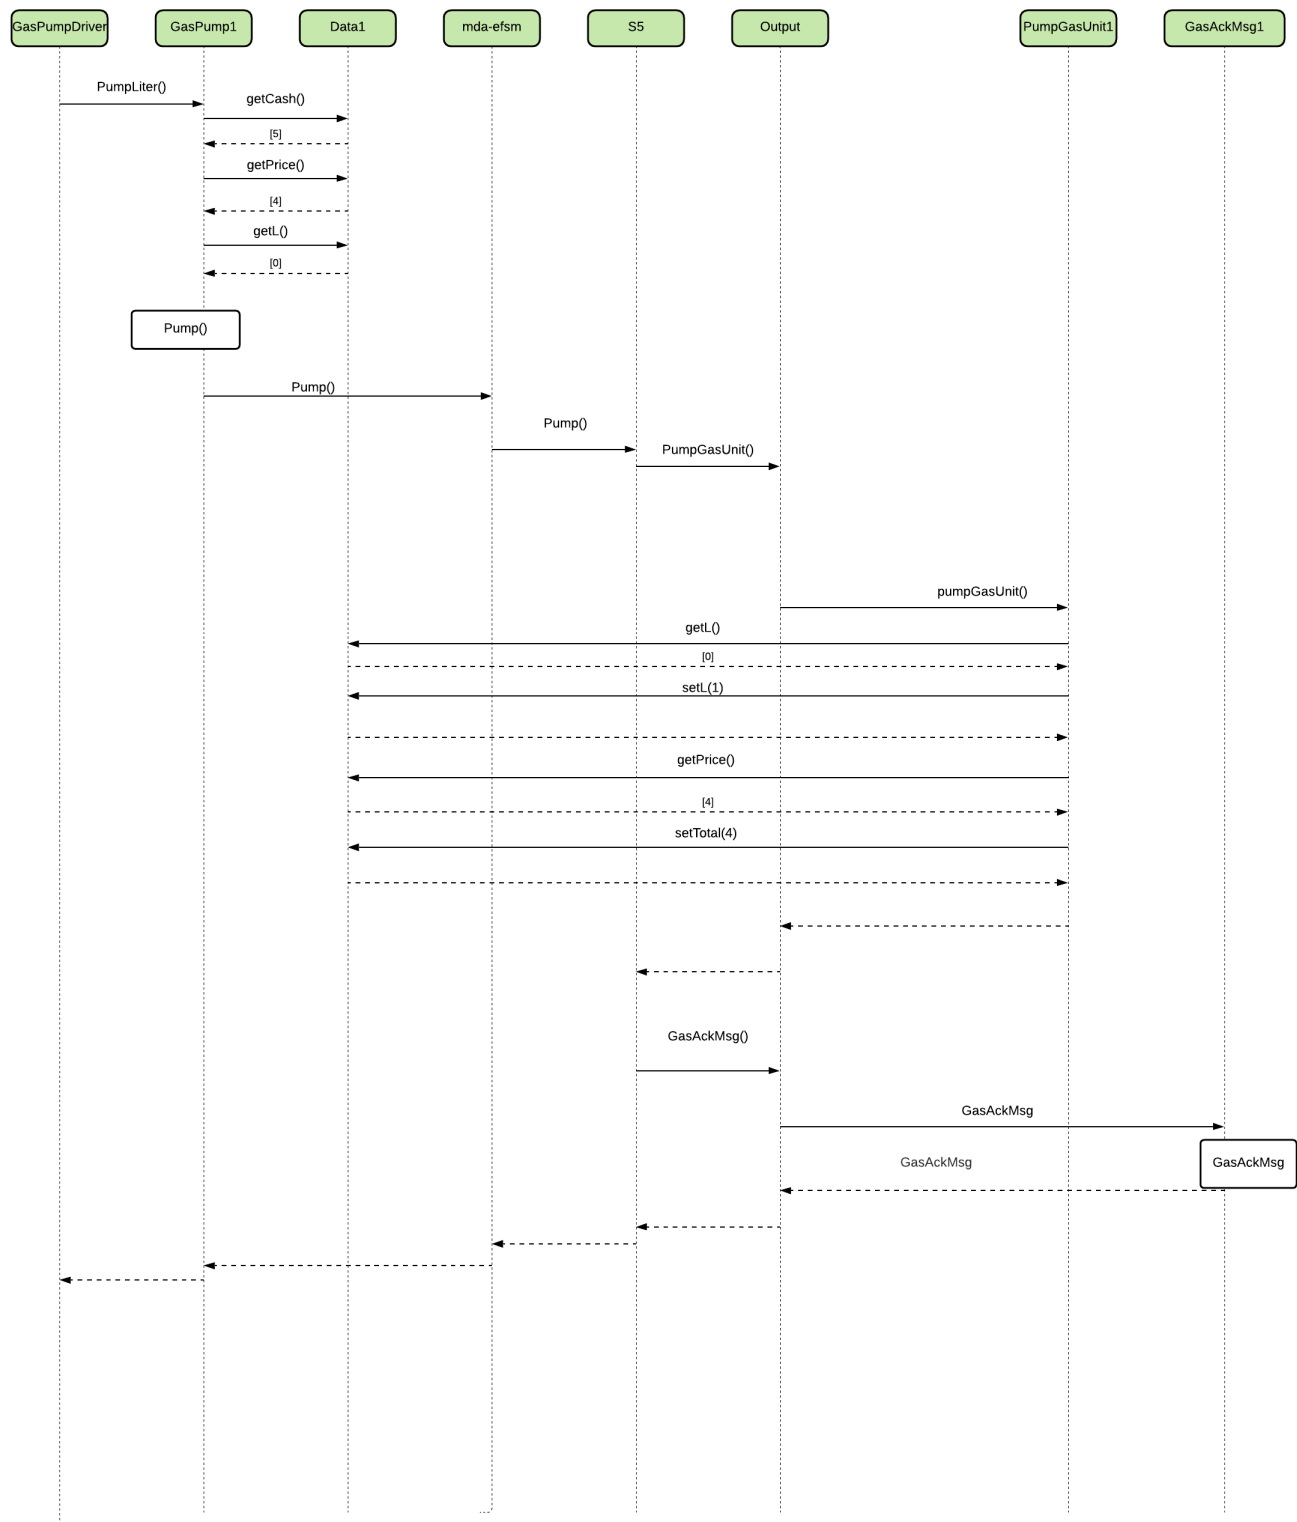 GasPumpDriver
GasPump1
Data1
mda-efsm
S5
Output
PumpGasUnit1
GasAckMsg1
PumpLiter()
getCash()
[5]
getPrice()
[4]
getL()
[0]
Pump()
Pump()
Pump()
PumpGasUnit()
pumpGasUnit()
getL()
[0]
setL(1)
getPrice()
[4]
setTotal(4)
GasAckMsg()
GasAckMsg
GasAckMsg
GasAckMsg